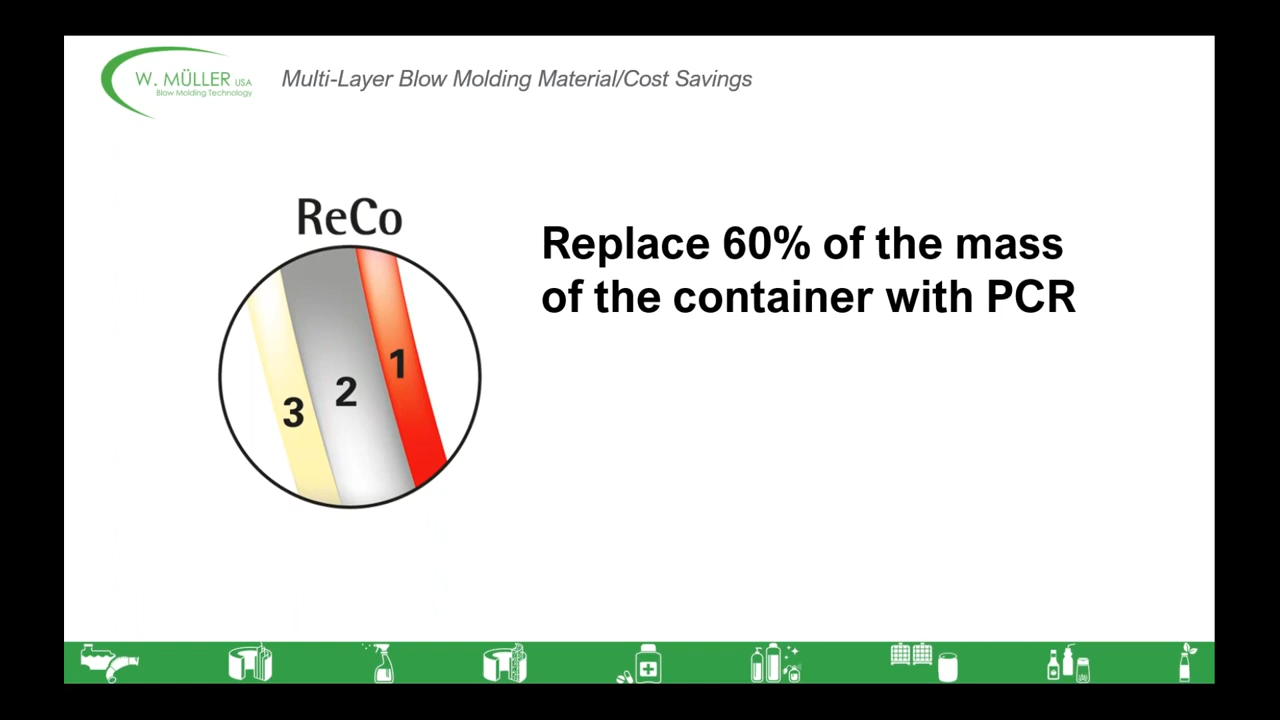 W. MÜLLER USA
Blow Molding Technology
Multi-Layer Blow Molding Material/Cost Savings
ReCo
Replace 60% of the mass
of the container with PCR
1
2
3